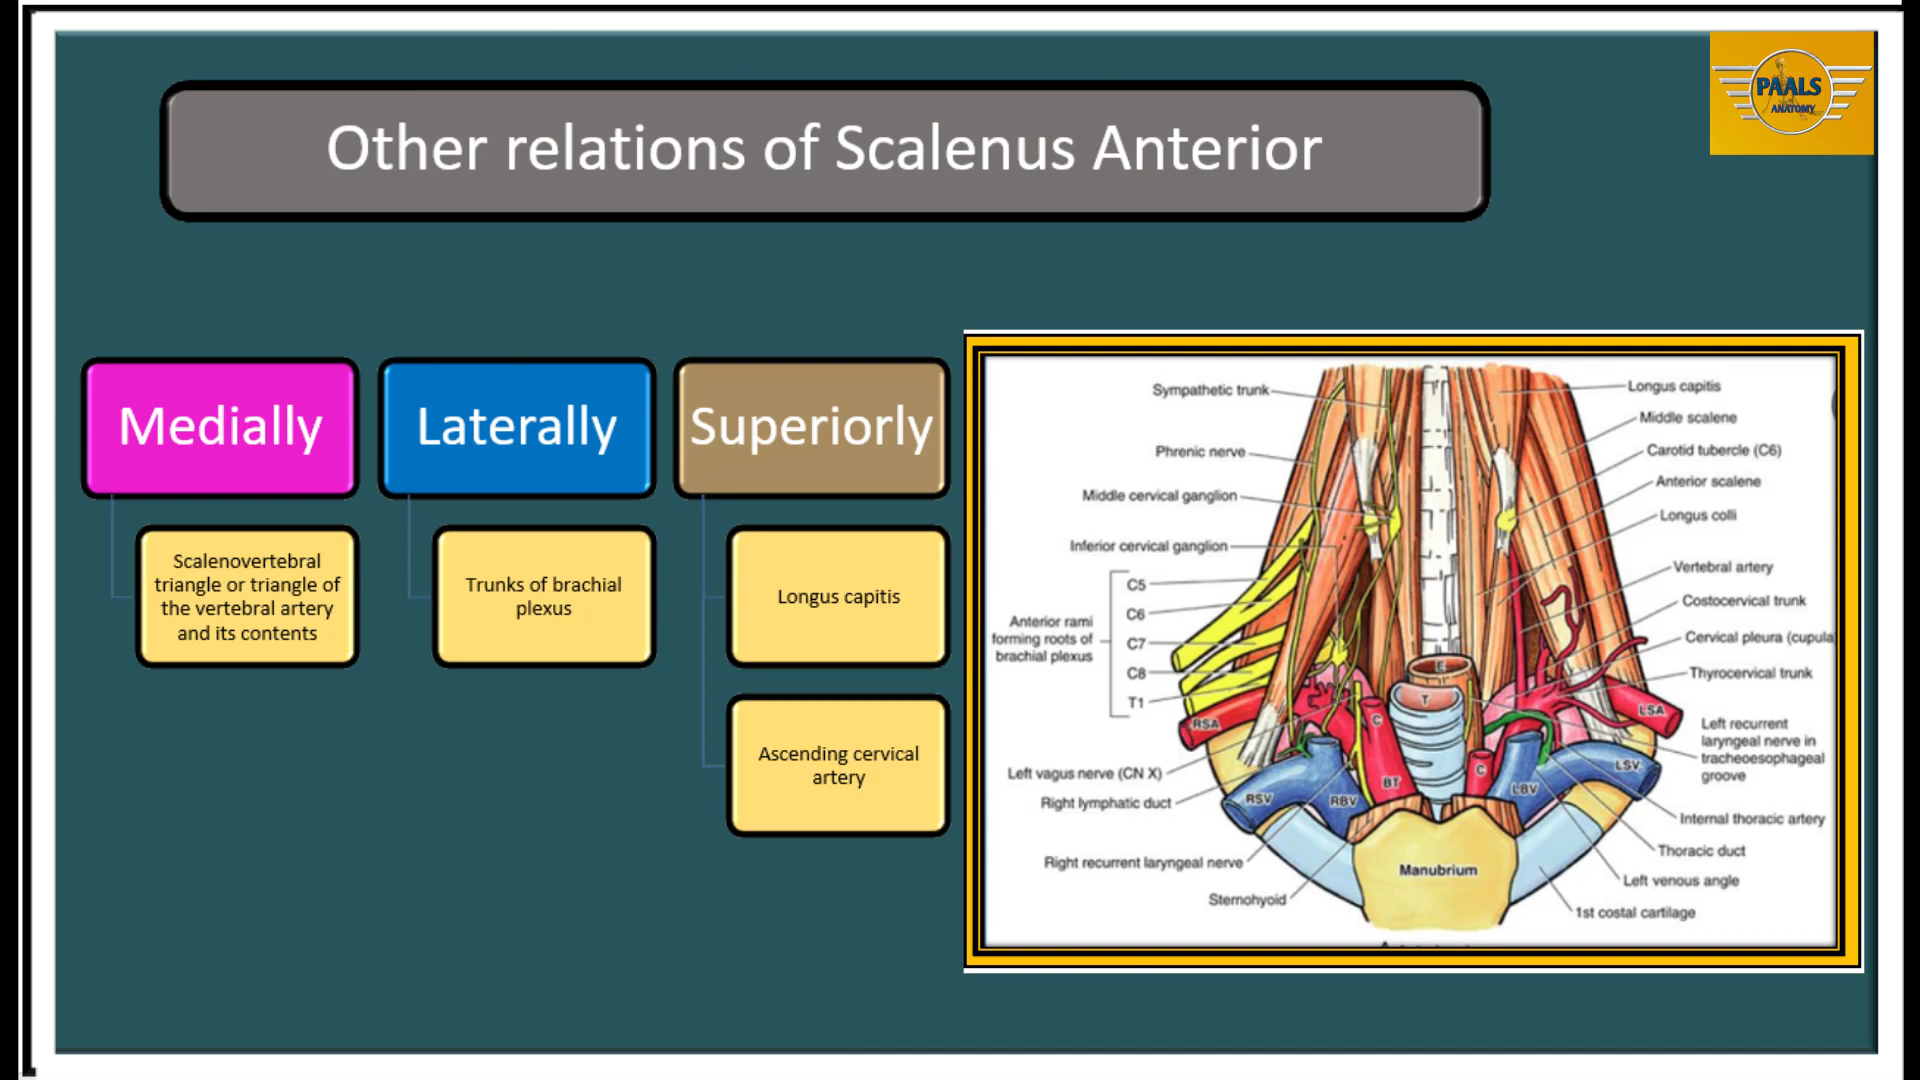 PAALS
ANATOMY
Other relations of Scalenus Anterior
Medially
Scalenovertebral
triangle or triangle of
the vertebral artery
and its contents
Laterally
Trunks of brachial
plexus
Superiorly
Longus capitis
Ascending cervical
artery
Sympathetic trunk
Phrenic nerve
Middle cervical ganglion
Inferior cervical ganglion
C5
C6
C7
C8
T1
Anterior rami
forming roots of
brachial plexus
Left vagus nerve (CN X)
Right lymphatic duct
Right recurrent laryngeal nerve
Sternohyoid
Longus capitis
Middle scalene
Carotid tubercle (C6)
Anterior scalene
Longus colli
Vertebral artery
Costocervical trunk
Cervical pleura (cupula
Thyrocervical trunk
Left recurrent
laryngeal nerve in
tracheoesophageal
groove
Internal thoracic artery
Thoracic duct
Left venous angle
1st costal cartilage
E
T
C
C
RSA
LSA
BT
RSV
RBV
LBV
LSV
Manubrium